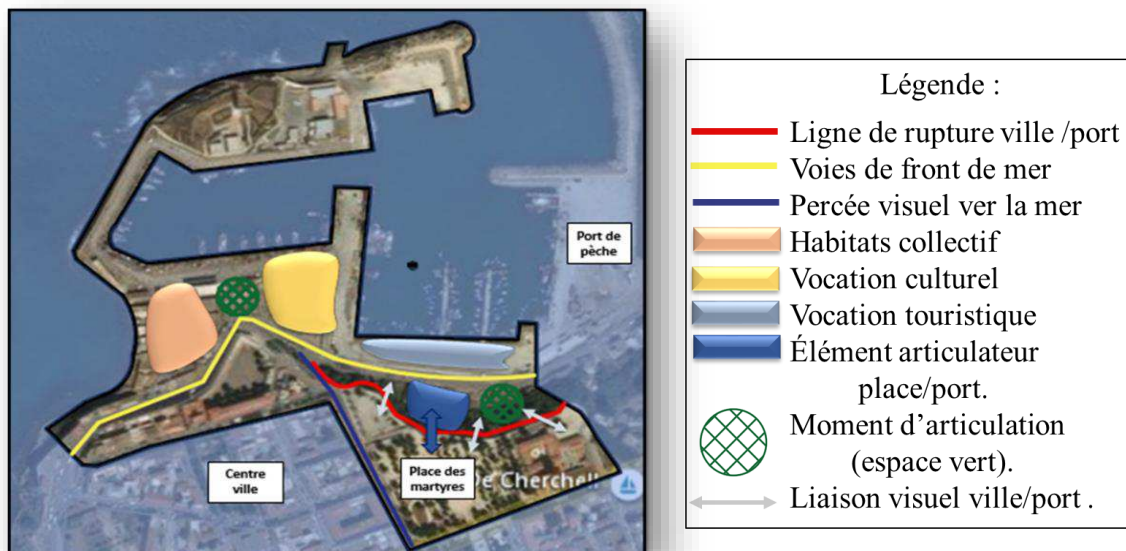 Port de
pèche
Centre
ville
Place des
martyres
De Cherchell
Légende :
Ligne de rupture ville /port
Voies de front de mer
Percée visuel ver la mer
Habitats collectif
Vocation culturel
Vocation touristique
Élément articulateur
place/port.
Moment d’articulation
(espace vert).
Liaison visuel ville/port .